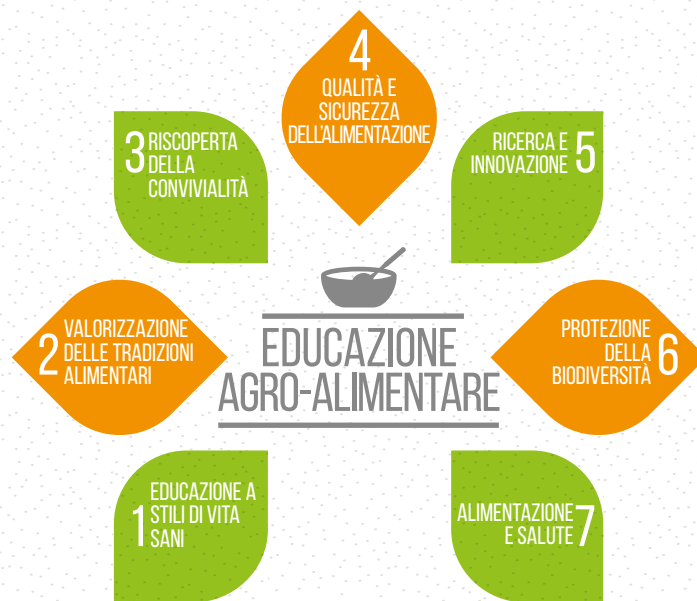 4
QUALITÀ E
SICUREZZA
DELL'ALIMENTAZIONE
3 RISCOPERTA
DELLA
CONVIVIALITÀ
RICERCA E
INNOVAZIONE 5
2 VALORIZZAZIONE
DELLE TRADIZIONI
ALIMENTARI
EDUCAZIONE
AGRO-ALIMENTARE
PROTEZIONE
DELLA
BIODIVERSITÀ 6
1 EDUCAZIONE A
STILI DI VITA
SANI
ALIMENTAZIONE
E SALUTE 7